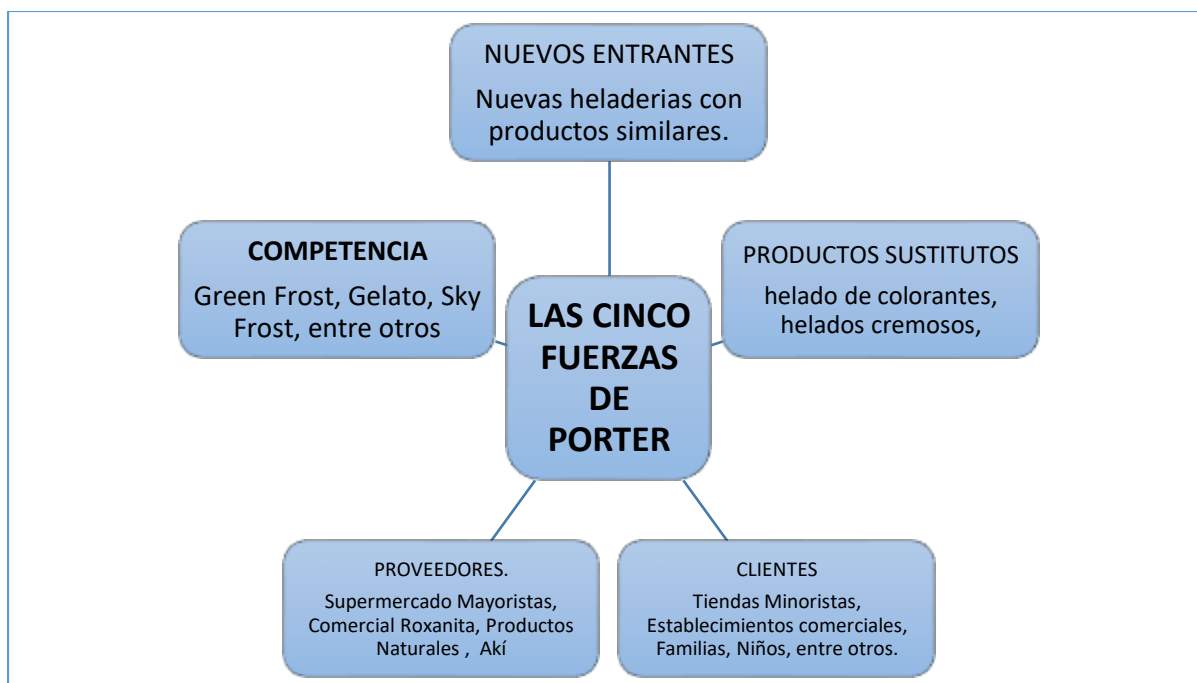 NUEVOS ENTRANTES
Nuevas heladerias con
productos similares.
COMPETENCIA
Green Frost, Gelato, Sky
Frost, entre otros
PRODUCTOS SUSTITUTOS
helado de colorantes,
helados cremosos,
LAS CINCO
FUERZAS
DE
PORTER
PROVEEDORES.
Supermercado Mayoristas,
Comercial Roxanita, Productos
Naturales , Akí
CLIENTES
Tiendas Minoristas,
Establecimientos comerciales,
Familias, Niños, entre otros.